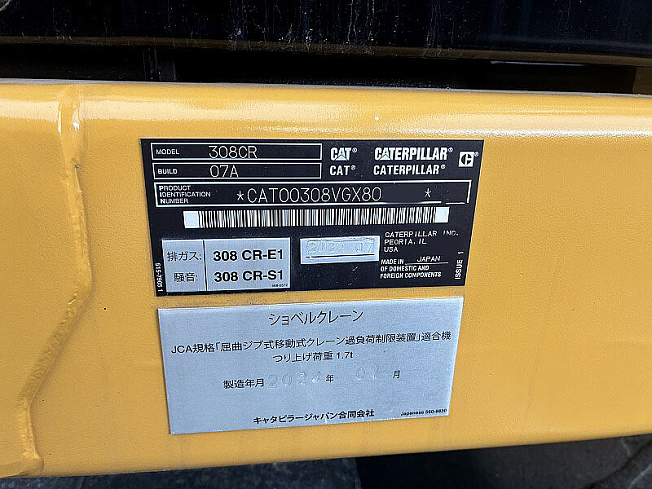 MODEL 308CR CAT® CATERPILLAR®
BUILD 07A CAT® CATERPILLAR®
PRODUCT IDENTIFICATION NUMBER *CAT00308VGX80 *
CATERPILLAR INC.
PEORIA, IL
USA
MADE IN JAPAN
OF DOMESTIC AND
FOREIGN COMPONENTS
ISSUE 1
排ガス: 308 CR-E1
騒音: 308 CR-S1
2024 07
ショベルクレーン
JCA規格「屈曲ジブ式移動式クレーン過負荷制限装置」適合機
つり上げ荷重 1.7t
製造年月 2024 年 07 月
キャタピラージャパン合同会社